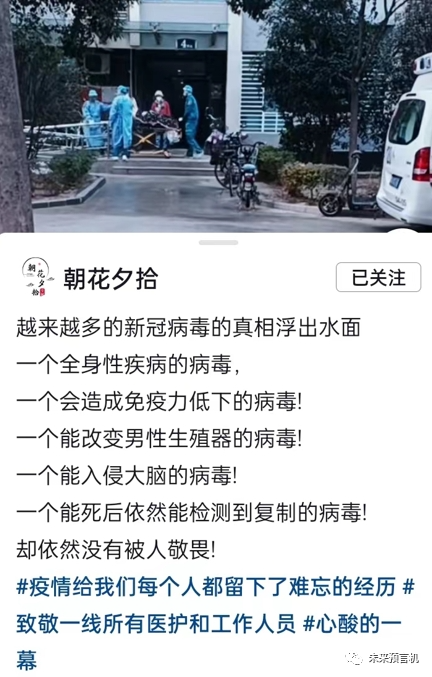 4
朝花夕拾
朝花夕拾
已关注
越来越多的新冠病毒的真相浮出水面
一个全身性疾病的病毒，
一个会造成免疫力低下的病毒!
一个能改变男性生殖器的病毒!
一个能入侵大脑的病毒!
一个能死后依然能检测到复制的病毒!
却依然没有被人敬畏!
#疫情给我们每个人都留下了难忘的经历 #
致敬一线所有医护和工作人员 #心酸的一
幕
未来预言机